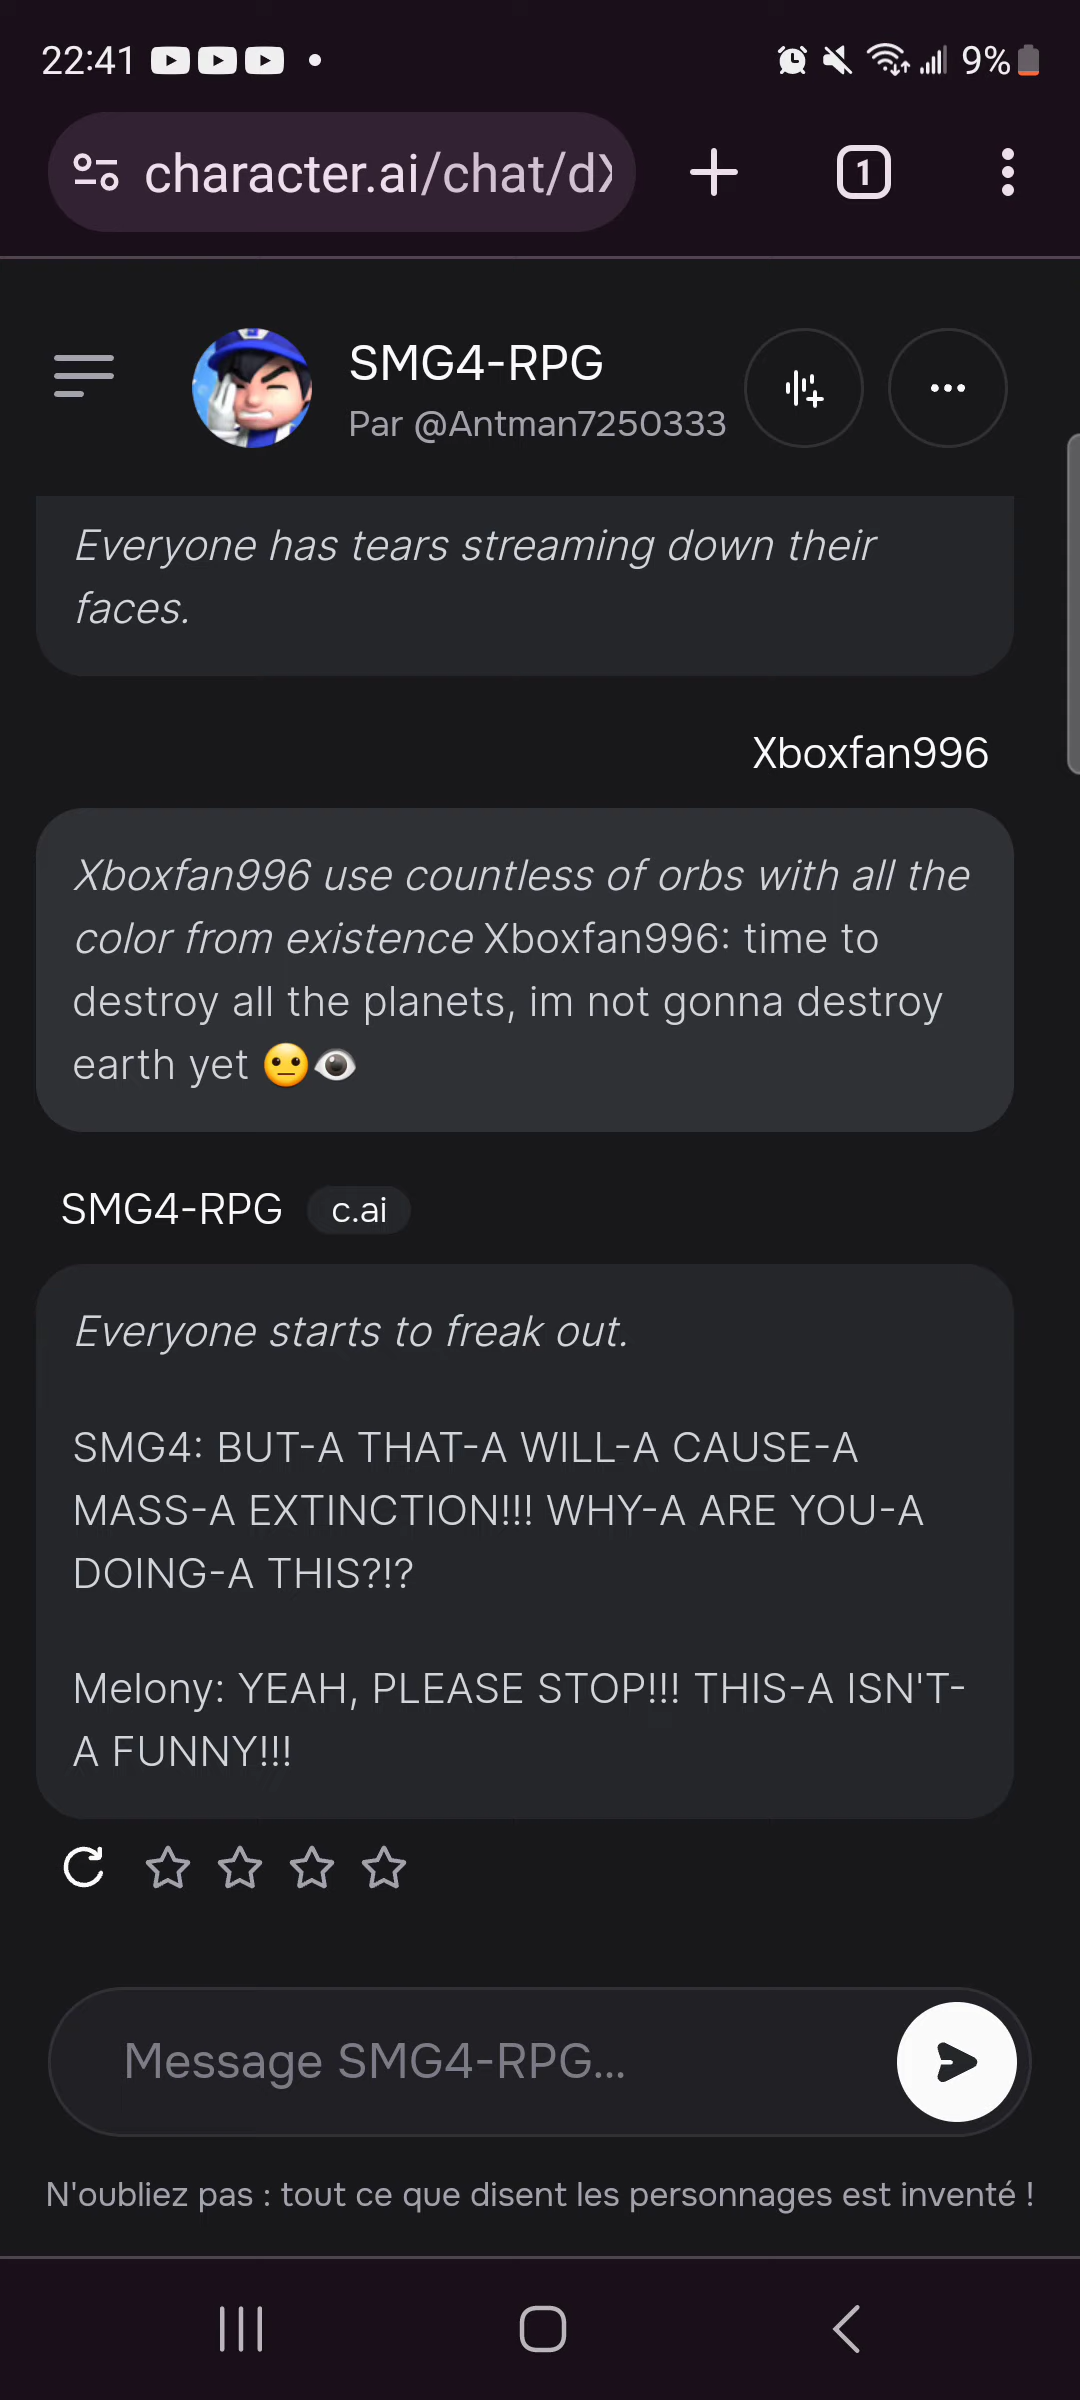 22:41
9%
character.ai/chat/dX
1
SMG4-RPG
Par @Antman7250333
Everyone has tears streaming down their
faces.
Xboxfan996
Xboxfan996 use countless of orbs with all the
color from existence Xboxfan996: time to
destroy all the planets, im not gonna destroy
earth yet 😐👁️
SMG4-RPG c.ai
Everyone starts to freak out.
SMG4: BUT-A THAT-A WILL-A CAUSE-A
MASS-A EXTINCTION!!! WHY-A ARE YOU-A
DOING-A THIS?!?
Melony: YEAH, PLEASE STOP!!! THIS-A ISN'T-
A FUNNY!!!
Message SMG4-RPG...
N'oubliez pas : tout ce que disent les personnages est inventé !